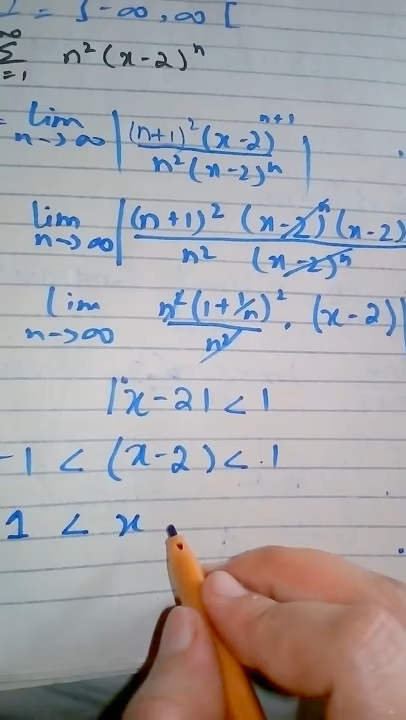 = ]-∞, ∞ [
∞ Σ n=1 n² (x-2)ⁿ
= lim n→∞ | (n+1)² (x-2)ⁿ⁺¹ / n² (x-2)ⁿ |
lim n→∞ | (n+1)² (x-2)ⁿ (x-2) / n² (x-2)ⁿ
lim n→∞ n² (1+1/n)² / n² . (x-2) |
|x-2| < 1
-1 < (x-2) < 1
1 < x